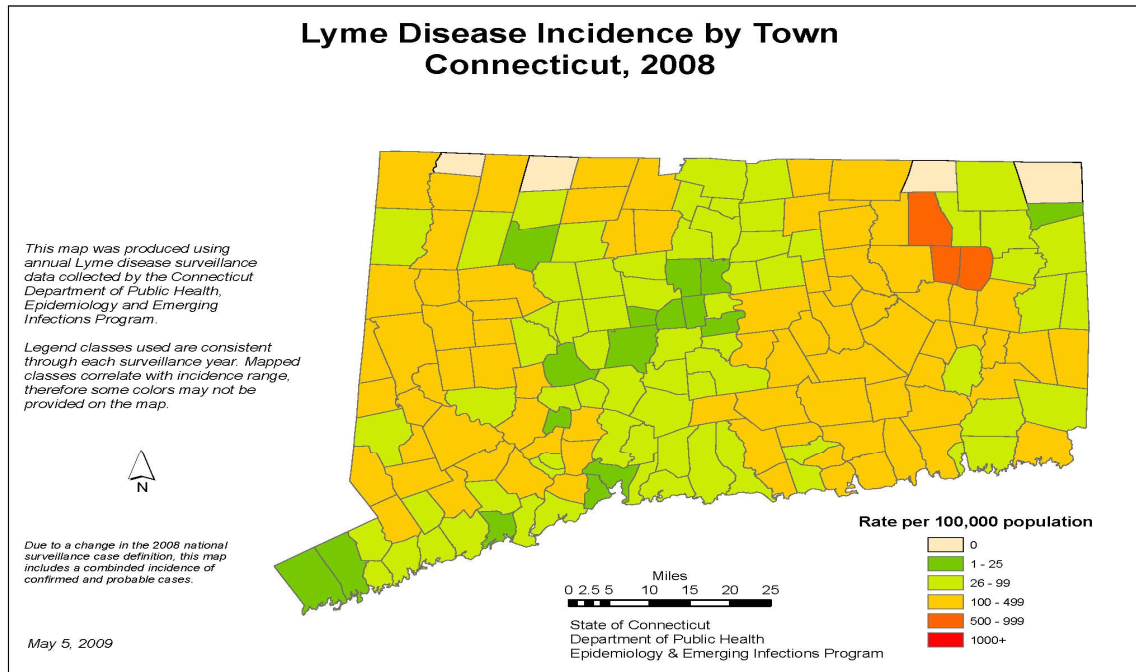 Lyme Disease Incidence by Town
Connecticut, 2008
This map was produced using
annual Lyme disease surveillance
data collected by the Connecticut
Department of Public Health,
Epidemiology and Emerging
Infections Program.
Legend classes used are consistent
through each surveillance year. Mapped
classes correlate with incidence range,
therefore some colors may not be
provided on the map.
N
Due to a change in the 2008 national
surveillance case definition, this map
includes a combinded incidence of
confirmed and probable cases.
May 5, 2009
Miles
0 2.5 5 10 15 20 25
State of Connecticut
Department of Public Health
Epidemiology & Emerging Infections Program
Rate per 100,000 population
0
1 - 25
26 - 99
100 - 499
500 - 999
1000+